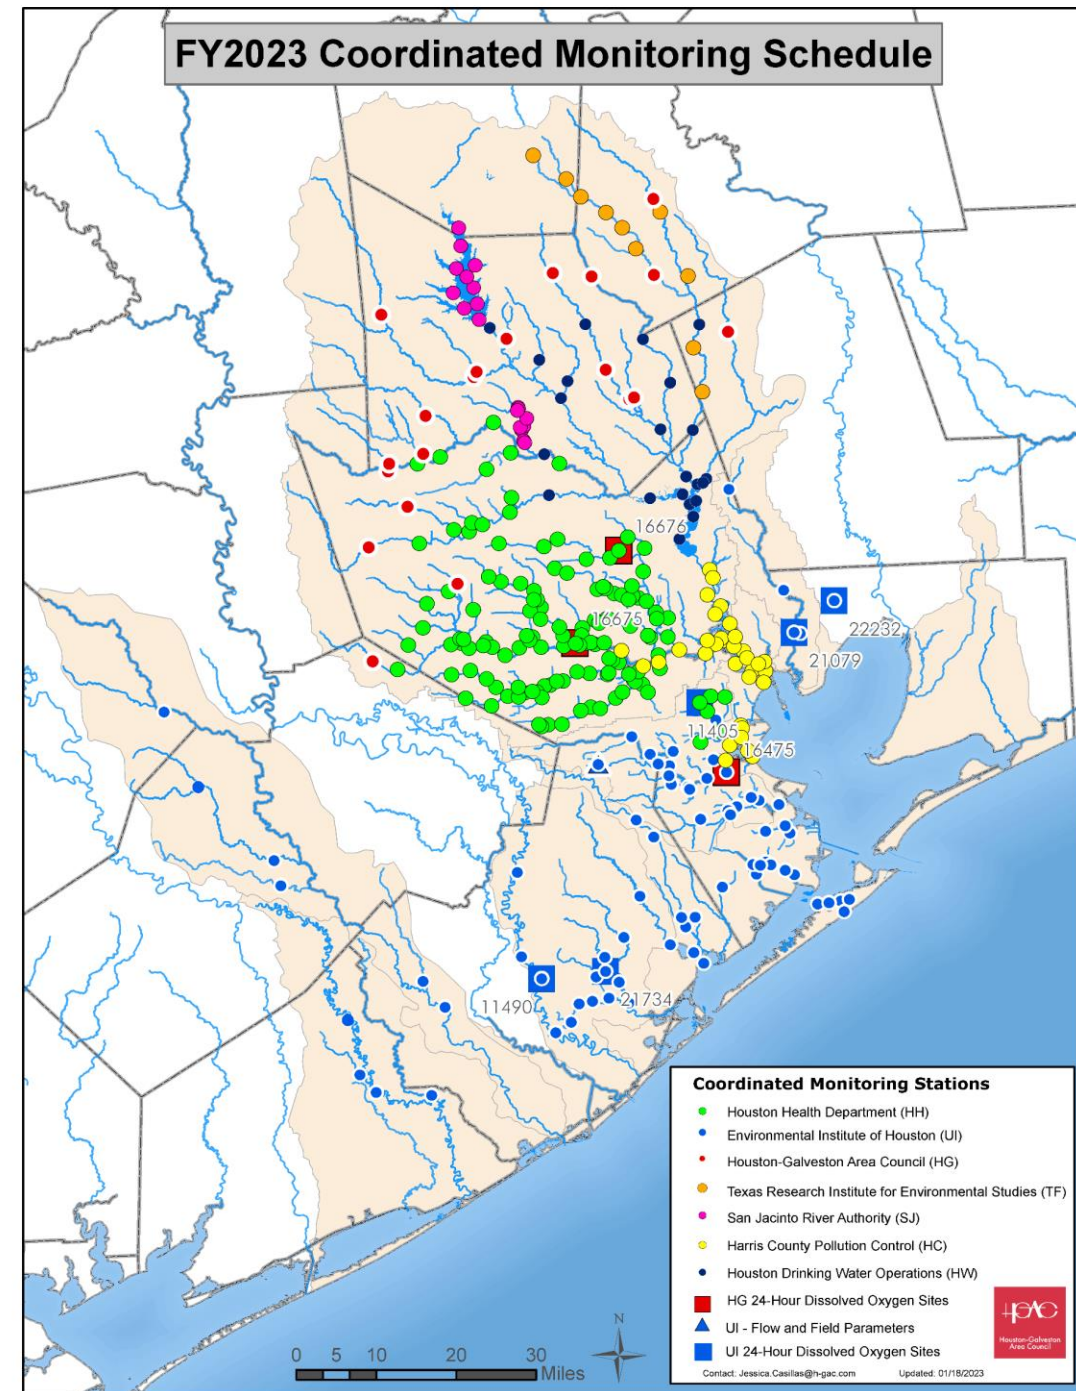 FY2023 Coordinated Monitoring Schedule
16676
16675
22232
21079
11405
16475
11490
21734
Coordinated Monitoring Stations
Houston Health Department (HH)
Environmental Institute of Houston (UI)
Houston-Galveston Area Council (HG)
Texas Research Institute for Environmental Studies (TF)
San Jacinto River Authority (SJ)
Harris County Pollution Control (HC)
Houston Drinking Water Operations (HW)
HG 24-Hour Dissolved Oxygen Sites
UI - Flow and Field Parameters
UI 24-Hour Dissolved Oxygen Sites
Contact: Jessica.Casillas@h-gac.com Updated: 01/18/2023
Houston-Galveston
Area Council
N
0 10 20 30
Miles